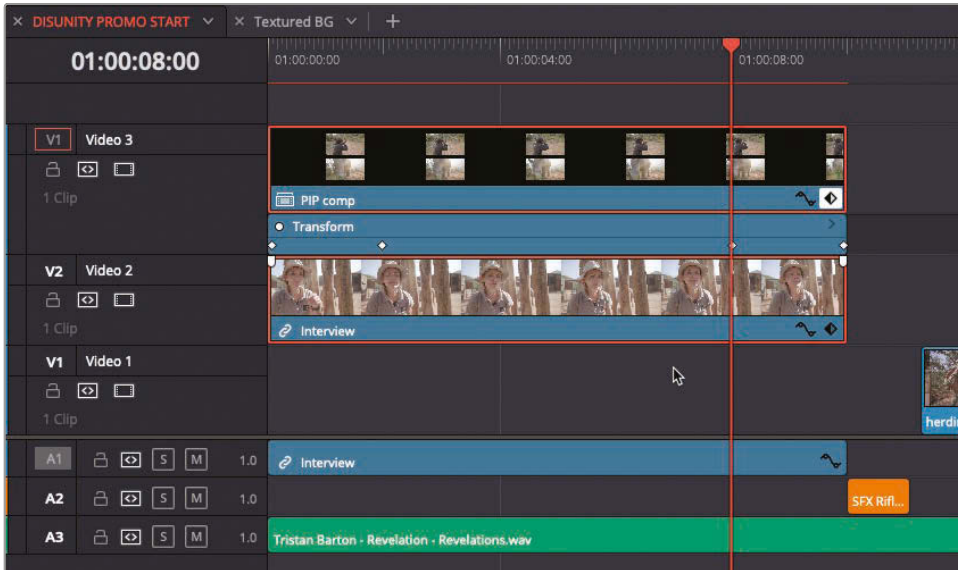 × DISUNITY PROMO START × Textured BG +
01:00:08:00
01:00:00:00 01:00:04:00 01:00:08:00
V1 Video 3
1 Clip
PIP comp
Transform
V2 Video 2
1 Clip
Interview
V1 Video 1
1 Clip
herdin
A1 S M 1.0 Interview
A2 S M 1.0 SFX Rifl...
A3 S M 1.0 Tristan Barton - Revelation - Revelations.wav